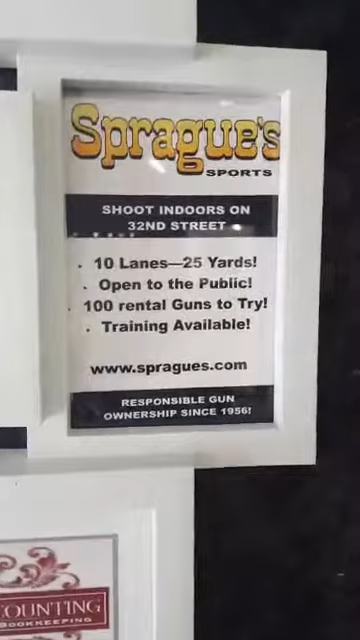 Sprague's
SPORTS
SHOOT INDOORS ON
32ND STREET
. 10 Lanes—25 Yards!
. Open to the Public!
. 100 rental Guns to Try!
. Training Available!
www.spragues.com
RESPONSIBLE GUN
OWNERSHIP SINCE 1956!
COUNTING
BOOKKEEPING